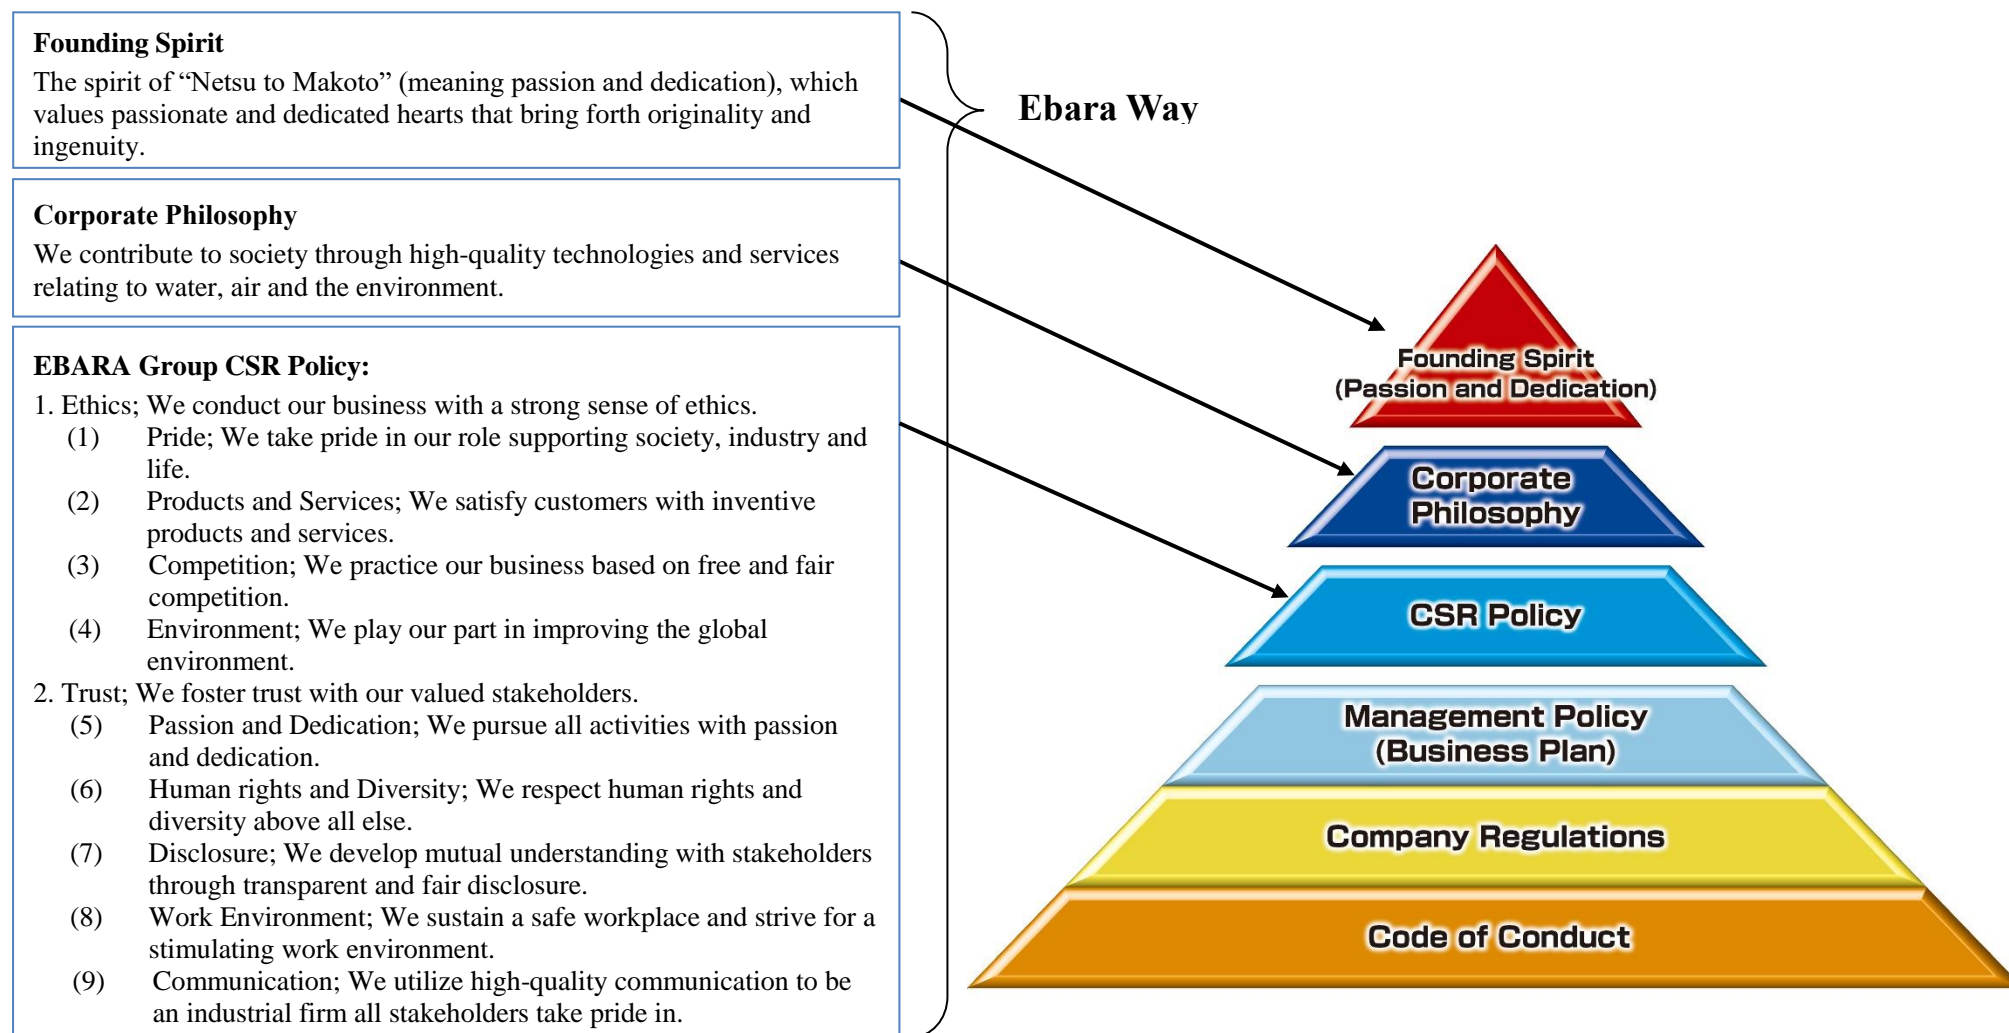 Founding Spirit
The spirit of “Netsu to Makoto” (meaning passion and dedication), which
values passionate and dedicated hearts that bring forth originality and
ingenuity.
Corporate Philosophy
We contribute to society through high-quality technologies and services
relating to water, air and the environment.
EBARA Group CSR Policy:
1. Ethics; We conduct our business with a strong sense of ethics.
(1) Pride; We take pride in our role supporting society, industry and
life.
(2) Products and Services; We satisfy customers with inventive
products and services.
(3) Competition; We practice our business based on free and fair
competition.
(4) Environment; We play our part in improving the global
environment.
2. Trust; We foster trust with our valued stakeholders.
(5) Passion and Dedication; We pursue all activities with passion
and dedication.
(6) Human rights and Diversity; We respect human rights and
diversity above all else.
(7) Disclosure; We develop mutual understanding with stakeholders
through transparent and fair disclosure.
(8) Work Environment; We sustain a safe workplace and strive for a
stimulating work environment.
(9) Communication; We utilize high-quality communication to be
an industrial firm all stakeholders take pride in.
Ebara Way
Founding Spirit
(Passion and Dedication)
Corporate
Philosophy
CSR Policy
Management Policy
(Business Plan)
Company Regulations
Code of Conduct